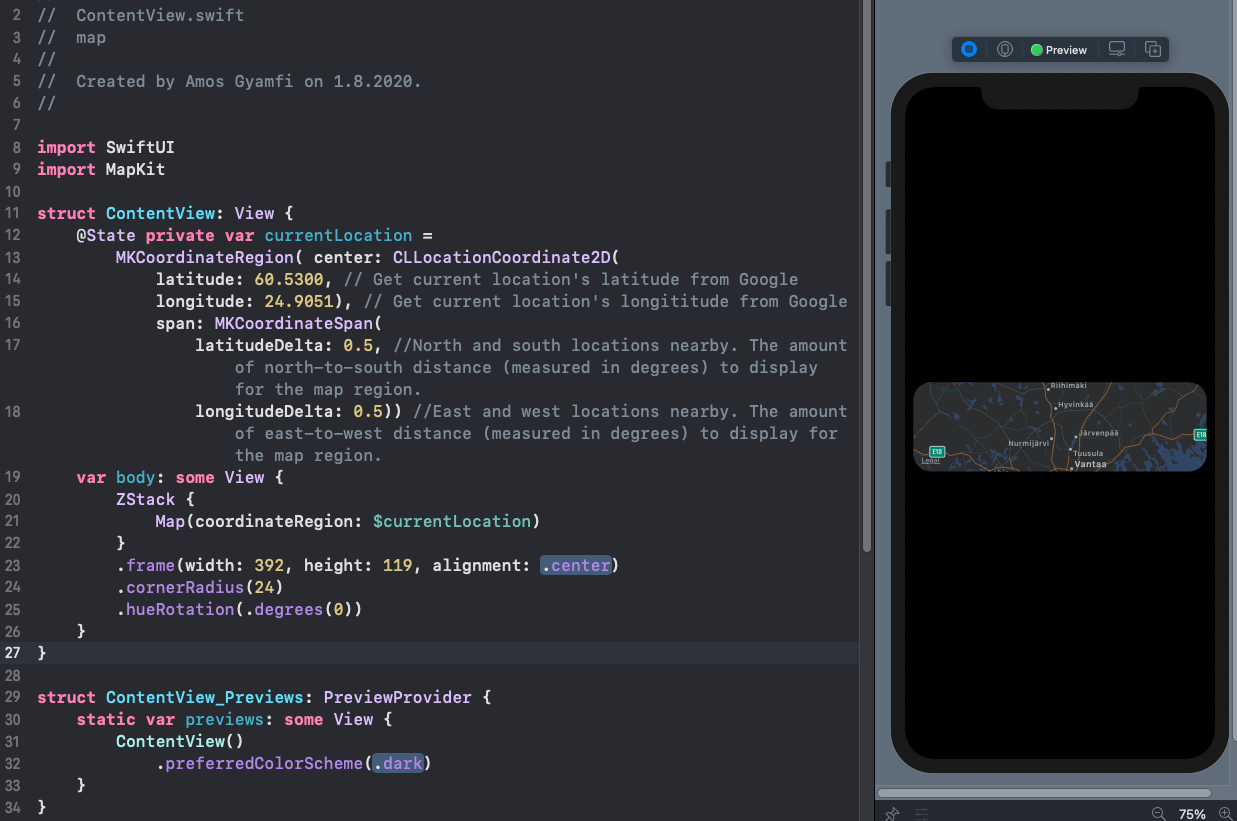 2 //  ContentView.swift
3 //  map
4 //
5 //  Created by Amos Gyamfi on 1.8.2020.
6 //
7
8 import SwiftUI
9 import MapKit
10
11 struct ContentView: View {
12     @State private var currentLocation =
13         MKCoordinateRegion( center: CLLocationCoordinate2D(
14             latitude: 60.5300, // Get current location's latitude from Google
15             longitude: 24.9051), // Get current location's longititude from Google
16             span: MKCoordinateSpan(
17                 latitudeDelta: 0.5, //North and south locations nearby. The amount
                    of north-to-south distance (measured in degrees) to display
                    for the map region.
18                 longitudeDelta: 0.5)) //East and west locations nearby. The amount
                    of east-to-west distance (measured in degrees) to display for
                    the map region.
19     var body: some View {
20         ZStack {
21             Map(coordinateRegion: $currentLocation)
22         }
23         .frame(width: 392, height: 119, alignment: .center)
24         .cornerRadius(24)
25         .hueRotation(.degrees(0))
26     }
27 }
28
29 struct ContentView_Previews: PreviewProvider {
30     static var previews: some View {
31         ContentView()
32             .preferredColorScheme(.dark)
33     }
34 }
Preview
Riihimäki
Hyvinkää
Järvenpää
E18
Nurmijärvi
E18
Tuusula
Legal
Vantaa
75%